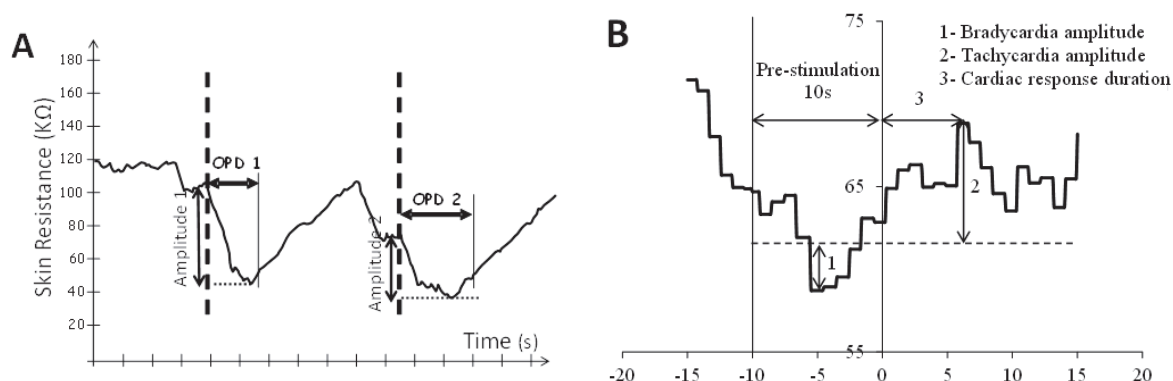 A
Skin Resistance (KΩ)
180
160
140
120
100
80
60
40
20
OPD 1
Amplitude 1
OPD 2
Amplitude 2
Time (s)
B
75
65
55
1- Bradycardia amplitude
2- Tachycardia amplitude
3- Cardiac response duration
Pre-stimulation
10s
3
2
1
-20 -15 -10 -5 0 5 10 15 20